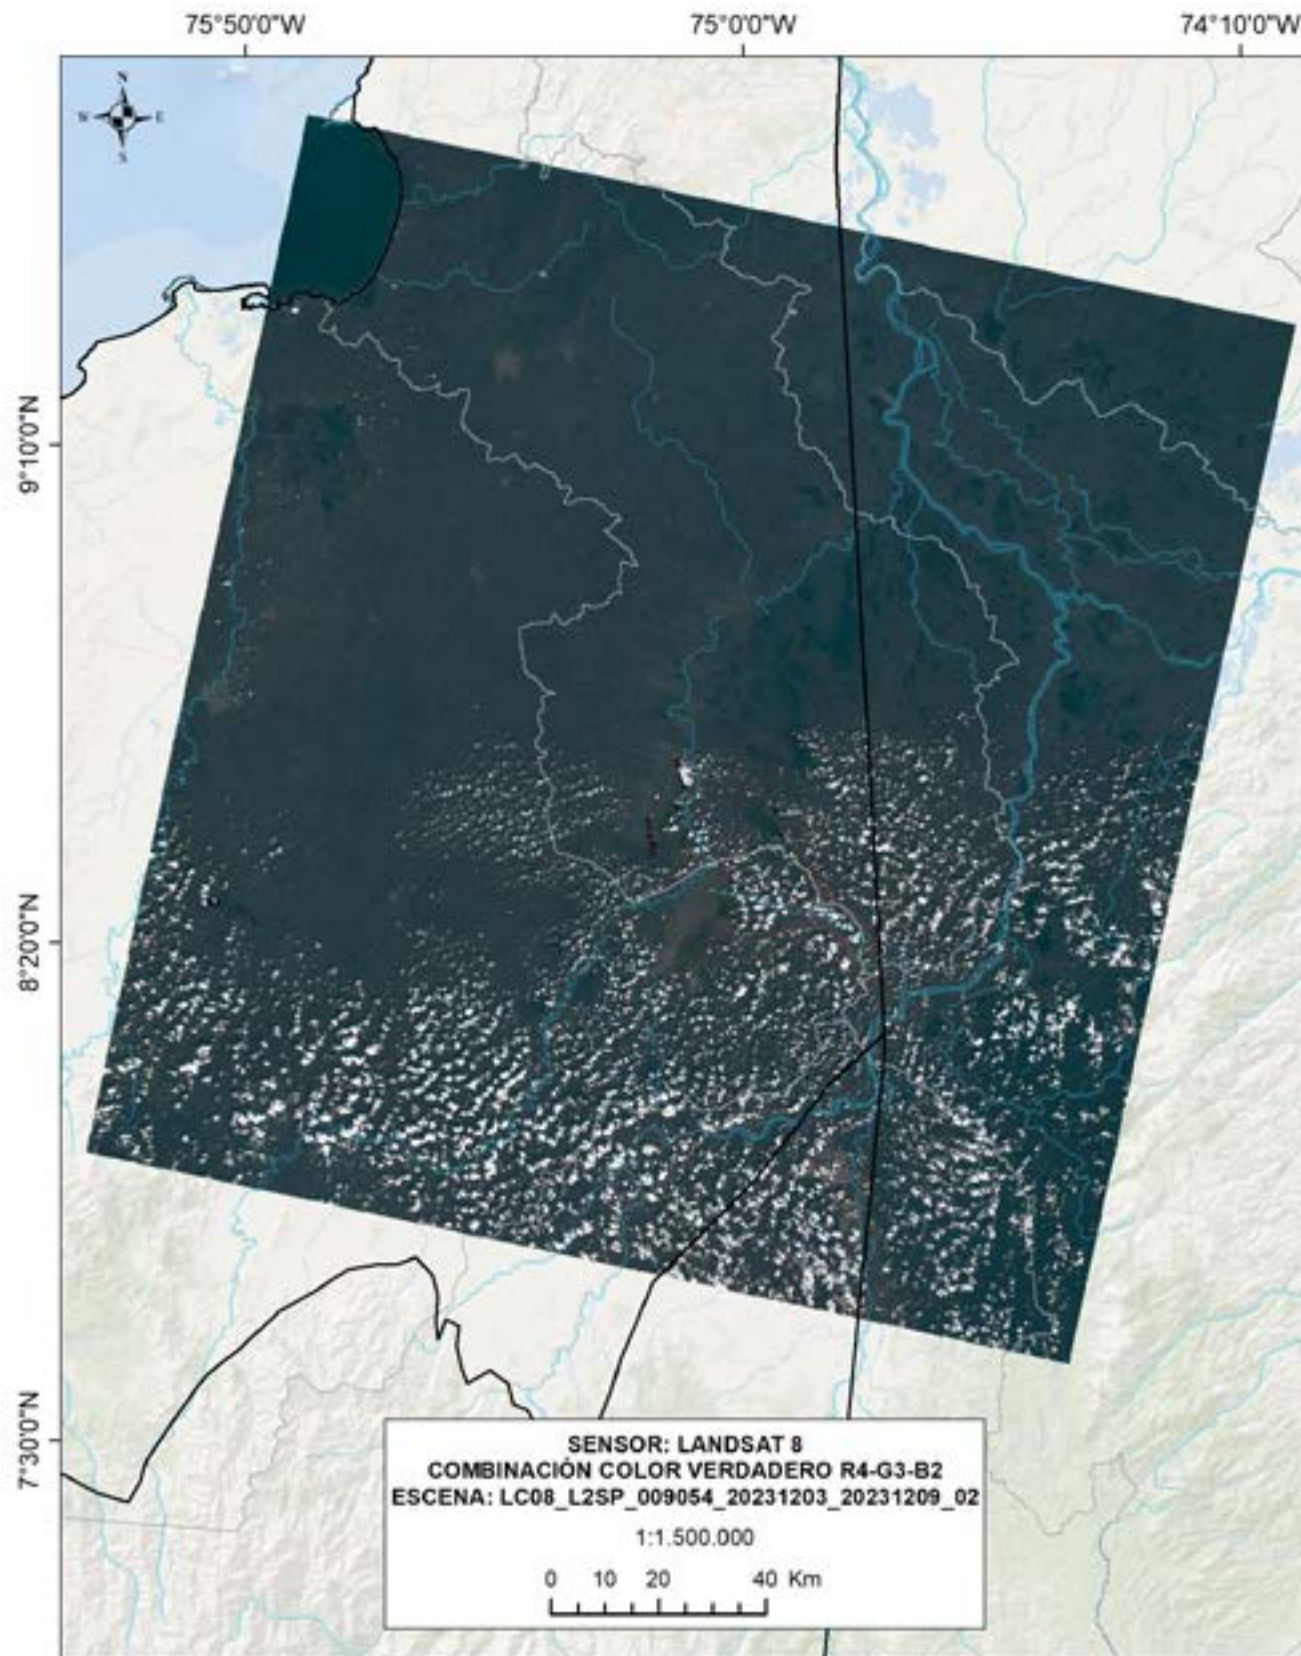 75°50'0"W 75°0'0"W 74°10'0"W
N
W E
S
9°10'0"N
8°20'0"N
7°30'0"N
SENSOR: LANDSAT 8
COMBINACIÓN COLOR VERDADERO R4-G3-B2
ESCENA: LC08_L2SP_009054_20231203_20231209_02
1:1.500.000
0 10 20 40 Km